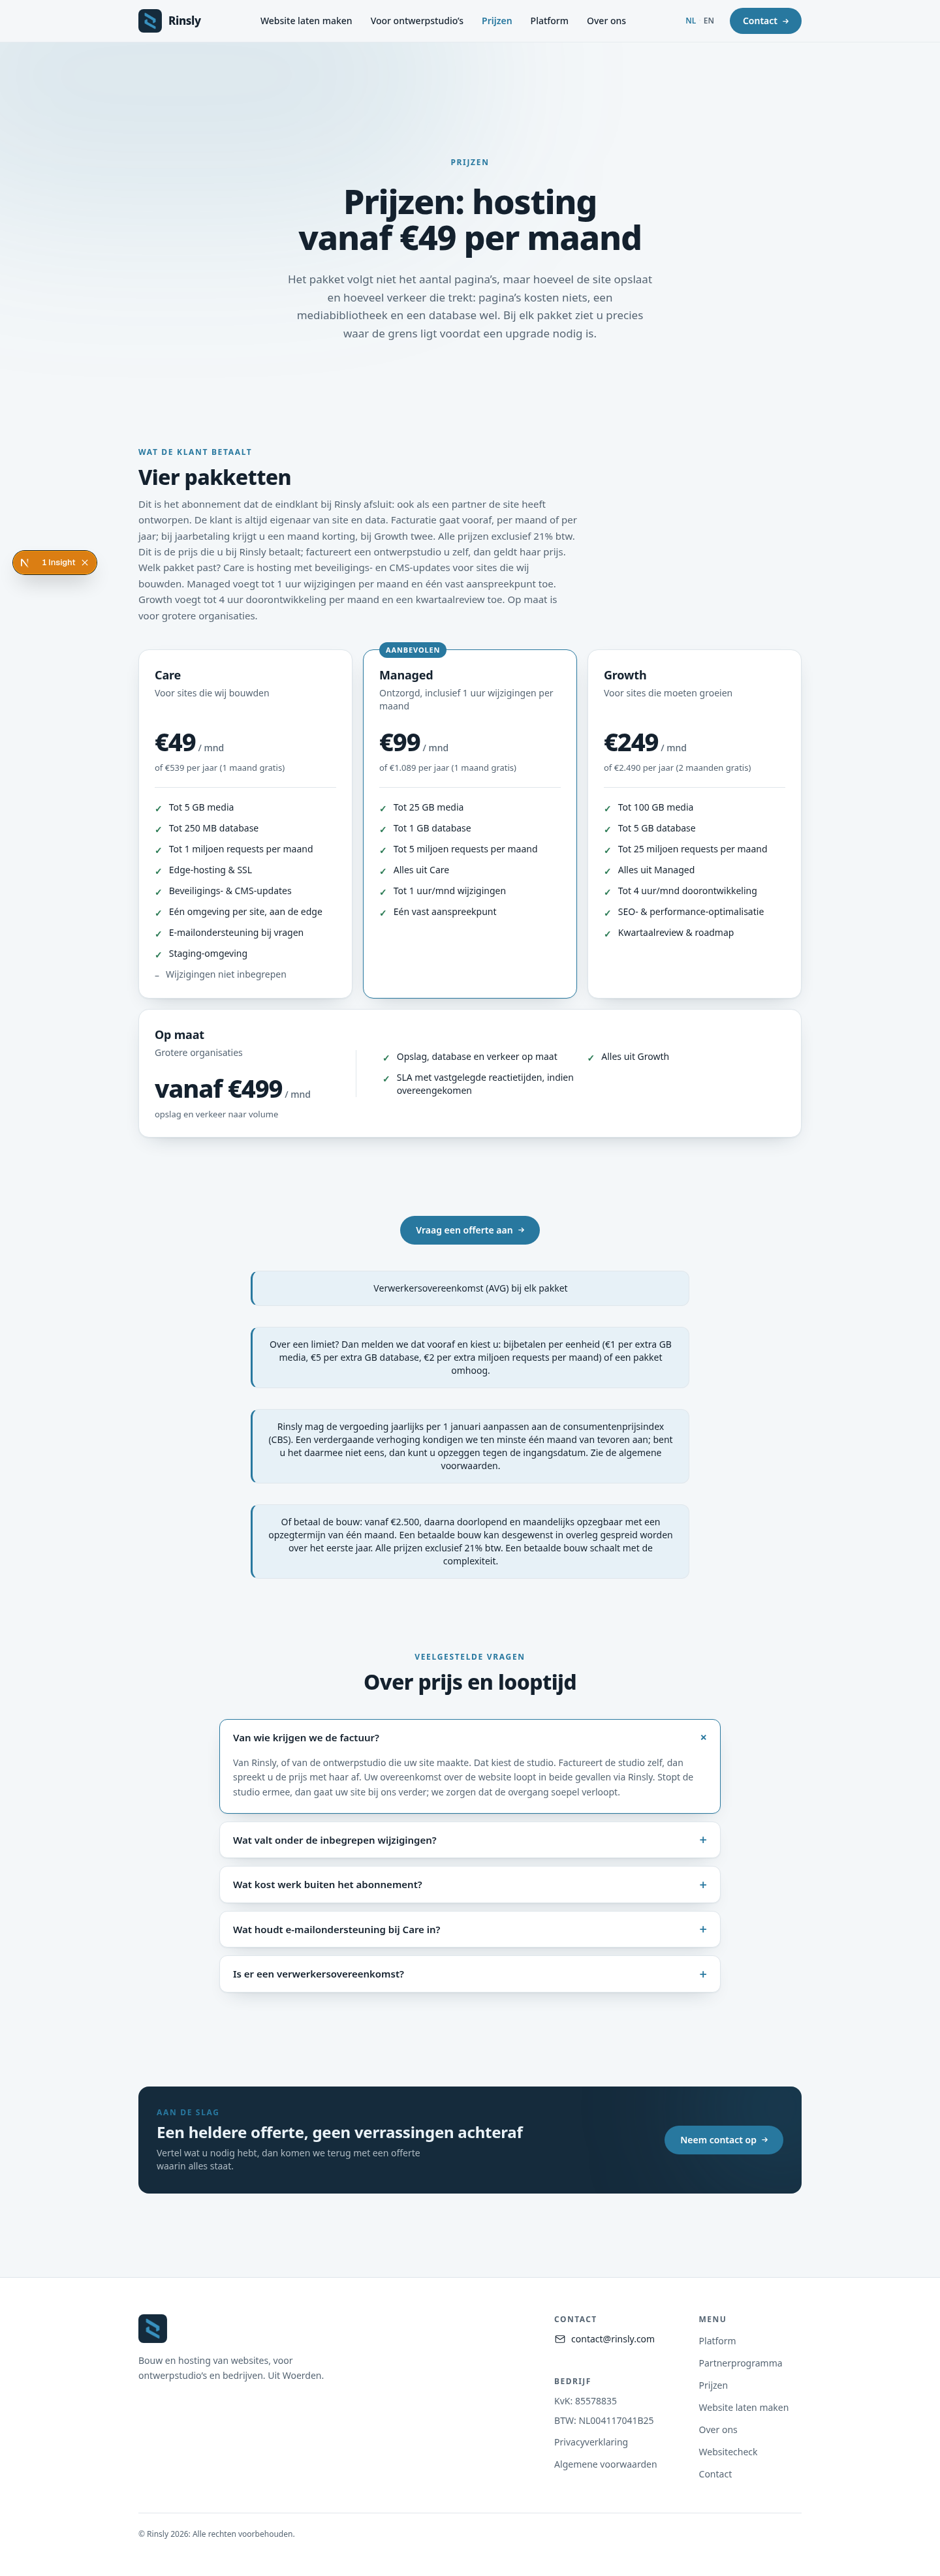 Rinsly
Website laten maken
Voor ontwerpstudio's
Prijzen
Platform
Over ons
NL
EN
Contact →
PRIJZEN
Prijzen: hosting
vanaf €49 per maand
Het pakket volgt niet het aantal pagina's, maar hoeveel de site opslaat
en hoeveel verkeer die trekt: pagina's kosten niets, een
mediabibliotheek en een database wel. Bij elk pakket ziet u precies
waar de grens ligt voordat een upgrade nodig is.
WAT DE KLANT BETAALT
Vier pakketten
Dit is het abonnement dat de eindklant bij Rinsly afsluit: ook als een partner de site heeft
ontworpen. De klant is altijd eigenaar van site en data. Facturatie gaat vooraf, per maand of per
jaar; bij jaarbetaling krijgt u een maand korting, bij Growth twee. Alle prijzen exclusief 21% btw.
Dit is de prijs die u bij Rinsly betaalt; factureert een ontwerpstudio u zelf, dan geldt haar prijs.
Welk pakket past? Care is hosting met beveiligings- en CMS-updates voor sites die wij
bouwden. Managed voegt tot 1 uur wijzigingen per maand en één vast aanspreekpunt toe.
Growth voegt tot 4 uur doorontwikkeling per maand en een kwartaalreview toe. Op maat is
voor grotere organisaties.
1 Insight ×
Care
Voor sites die wij bouwden
€49 / mnd
of €539 per jaar (1 maand gratis)
✓ Tot 5 GB media
✓ Tot 250 MB database
✓ Tot 1 miljoen requests per maand
✓ Edge-hosting & SSL
✓ Beveiligings- & CMS-updates
✓ Eén omgeving per site, aan de edge
✓ E-mailondersteuning bij vragen
✓ Staging-omgeving
– Wijzigingen niet inbegrepen
AANBEVOLEN
Managed
Ontzorgd, inclusief 1 uur wijzigingen per
maand
€99 / mnd
of €1.089 per jaar (1 maand gratis)
✓ Tot 25 GB media
✓ Tot 1 GB database
✓ Tot 5 miljoen requests per maand
✓ Alles uit Care
✓ Tot 1 uur/mnd wijzigingen
✓ Eén vast aanspreekpunt
Growth
Voor sites die moeten groeien
€249 / mnd
of €2.490 per jaar (2 maanden gratis)
✓ Tot 100 GB media
✓ Tot 5 GB database
✓ Tot 25 miljoen requests per maand
✓ Alles uit Managed
✓ Tot 4 uur/mnd doorontwikkeling
✓ SEO- & performance-optimalisatie
✓ Kwartaalreview & roadmap
Op maat
Grotere organisaties
vanaf €499 / mnd
opslag en verkeer naar volume
✓ Opslag, database en verkeer op maat
✓ SLA met vastgelegde reactietijden, indien
overeengekomen
✓ Alles uit Growth
Vraag een offerte aan →
Verwerkersovereenkomst (AVG) bij elk pakket
Over een limiet? Dan melden we dat vooraf en kiest u: bijbetalen per eenheid (€1 per extra GB
media, €5 per extra GB database, €2 per extra miljoen requests per maand) of een pakket
omhoog.
Rinsly mag de vergoeding jaarlijks per 1 januari aanpassen aan de consumentenprijsindex
(CBS). Een verdergaande verhoging kondigen we ten minste één maand van tevoren aan; bent
u het daarmee niet eens, dan kunt u opzeggen tegen de ingangsdatum. Zie de algemene
voorwaarden.
Of betaal de bouw: vanaf €2.500, daarna doorlopend en maandelijks opzegbaar met een
opzegtermijn van één maand. Een betaalde bouw kan desgewenst in overleg gespreid worden
over het eerste jaar. Alle prijzen exclusief 21% btw. Een betaalde bouw schaalt met de
complexiteit.
VEELGESTELDE VRAGEN
Over prijs en looptijd
Van wie krijgen we de factuur? ×
Van Rinsly, of van de ontwerpstudio die uw site maakte. Dat kiest de studio. Factureert de studio zelf, dan
spreekt u de prijs met haar af. Uw overeenkomst over de website loopt in beide gevallen via Rinsly. Stopt de
studio ermee, dan gaat uw site bij ons verder; we zorgen dat de overgang soepel verloopt.
Wat valt onder de inbegrepen wijzigingen? +
Wat kost werk buiten het abonnement? +
Wat houdt e-mailondersteuning bij Care in? +
Is er een verwerkersovereenkomst? +
AAN DE SLAG
Een heldere offerte, geen verrassingen achteraf
Vertel wat u nodig hebt, dan komen we terug met een offerte
waarin alles staat.
Neem contact op →
Bouw en hosting van websites, voor
ontwerpstudio's en bedrijven. Uit Woerden.
CONTACT
contact@rinsly.com
BEDRIJF
KvK: 85578835
BTW: NL004117041B25
Privacyverklaring
Algemene voorwaarden
MENU
Platform
Partnerprogramma
Prijzen
Website laten maken
Over ons
Websitecheck
Contact
© Rinsly 2026: Alle rechten voorbehouden.